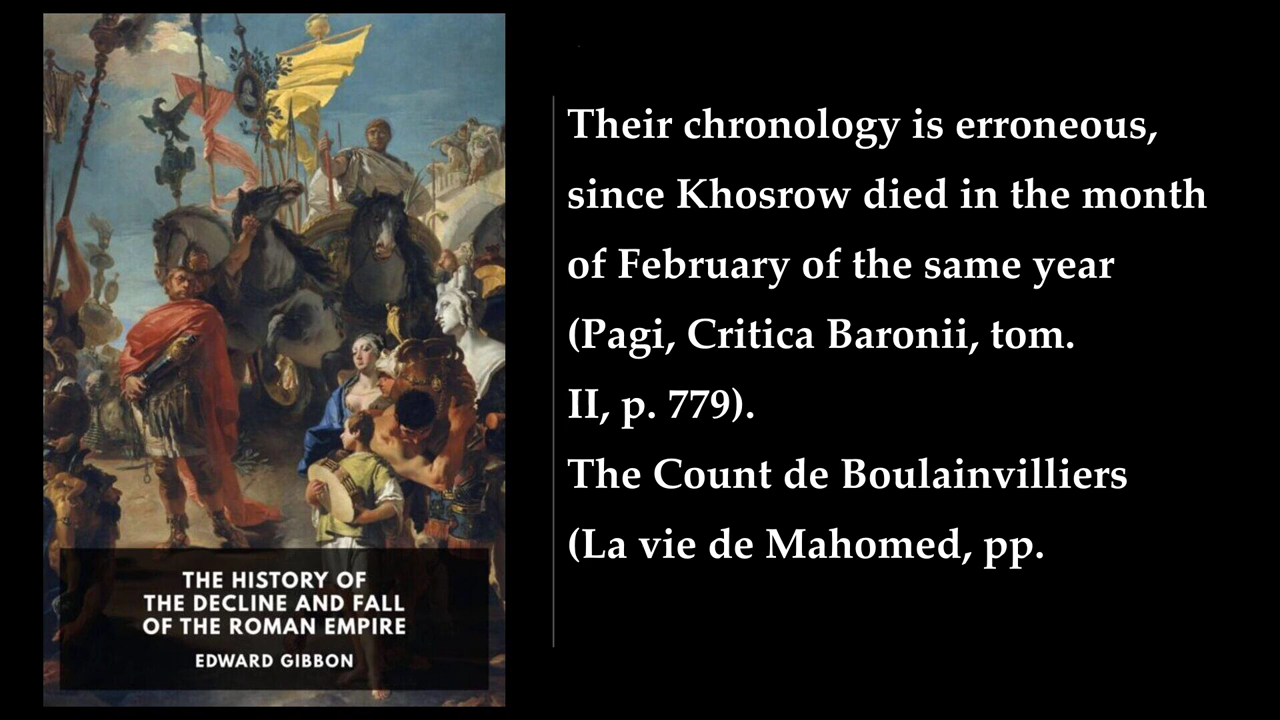 Their chronology is erroneous,
since Khosrow died in the month
of February of the same year
(Pagi, Critica Baronii, tom.
II, p. 779).
The Count de Boulainvilliers
(La vie de Mahomed, pp.
THE HISTORY OF
THE DECLINE AND FALL
OF THE ROMAN EMPIRE
EDWARD GIBBON